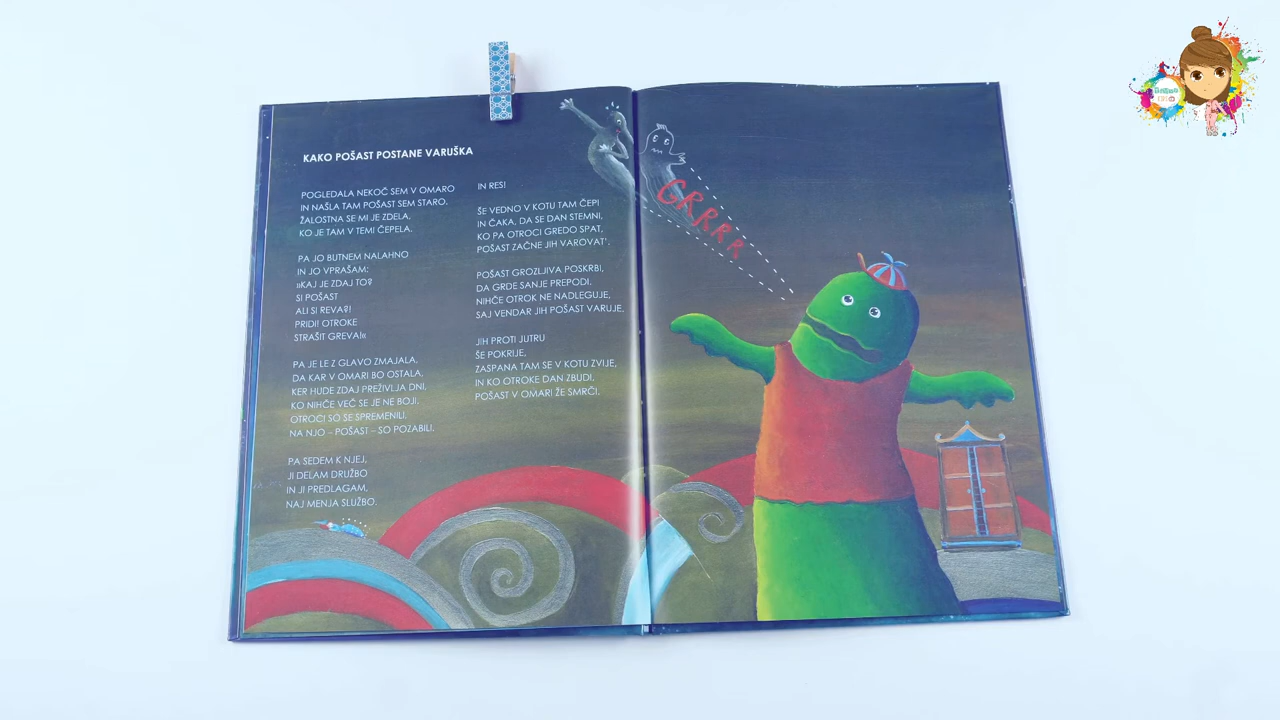 KAKO POŠAST POSTANE VARUŠKA
POGLEDALA NEKOČ SEM V OMARO
IN NAŠLA TAM POŠAST SEM STARO.
ŽALOSTNA SE MI JE ZDELA,
KO JE TAM V TEMI ČEPELA.
PA JO BUTNEM NALAHNO
IN JO VPRAŠAM:
»KAJ JE ZDAJ TO?
SI POŠAST
ALI SI REVA?!
PRIDI! OTROKE
STRAŠIT GREVA!«
PA JE LE Z GLAVO ZMAJALA,
DA KAR V OMARI BO OSTALA,
KER HUDE ZDAJ PREŽIVLJA DNI,
KO NIHČE VEČ SE JE NE BOJI.
OTROCI SO SE SPREMENILI,
NA NJO – POŠAST – SO POZABILI.
PA SEDEM K NJEJ,
JI DELAM DRUŽBO
IN JI PREDLAGAM,
NAJ MENJA SLUŽBO.
IN RES!
ŠE VEDNO V KOTU TAM ČEPI
IN ČAKA, DA SE DAN STEMNI,
KO PA OTROCI GREDO SPAT,
POŠAST ZAČNE JIH VAROVAT'.
POŠAST GROZLJIVA POSKRBI,
DA GRDE SANJE PREPODI.
NIHČE OTROK NE NADLEGUJE,
SAJ VENDAR JIH POŠAST VARUJE.
JIH PROTI JUTRU
ŠE POKRIJE,
ZASPANA TAM SE V KOTU ZVIJE,
IN KO OTROKE DAN ZBUDI,
POŠAST V OMARI ŽE SMRČI.
GRRRR